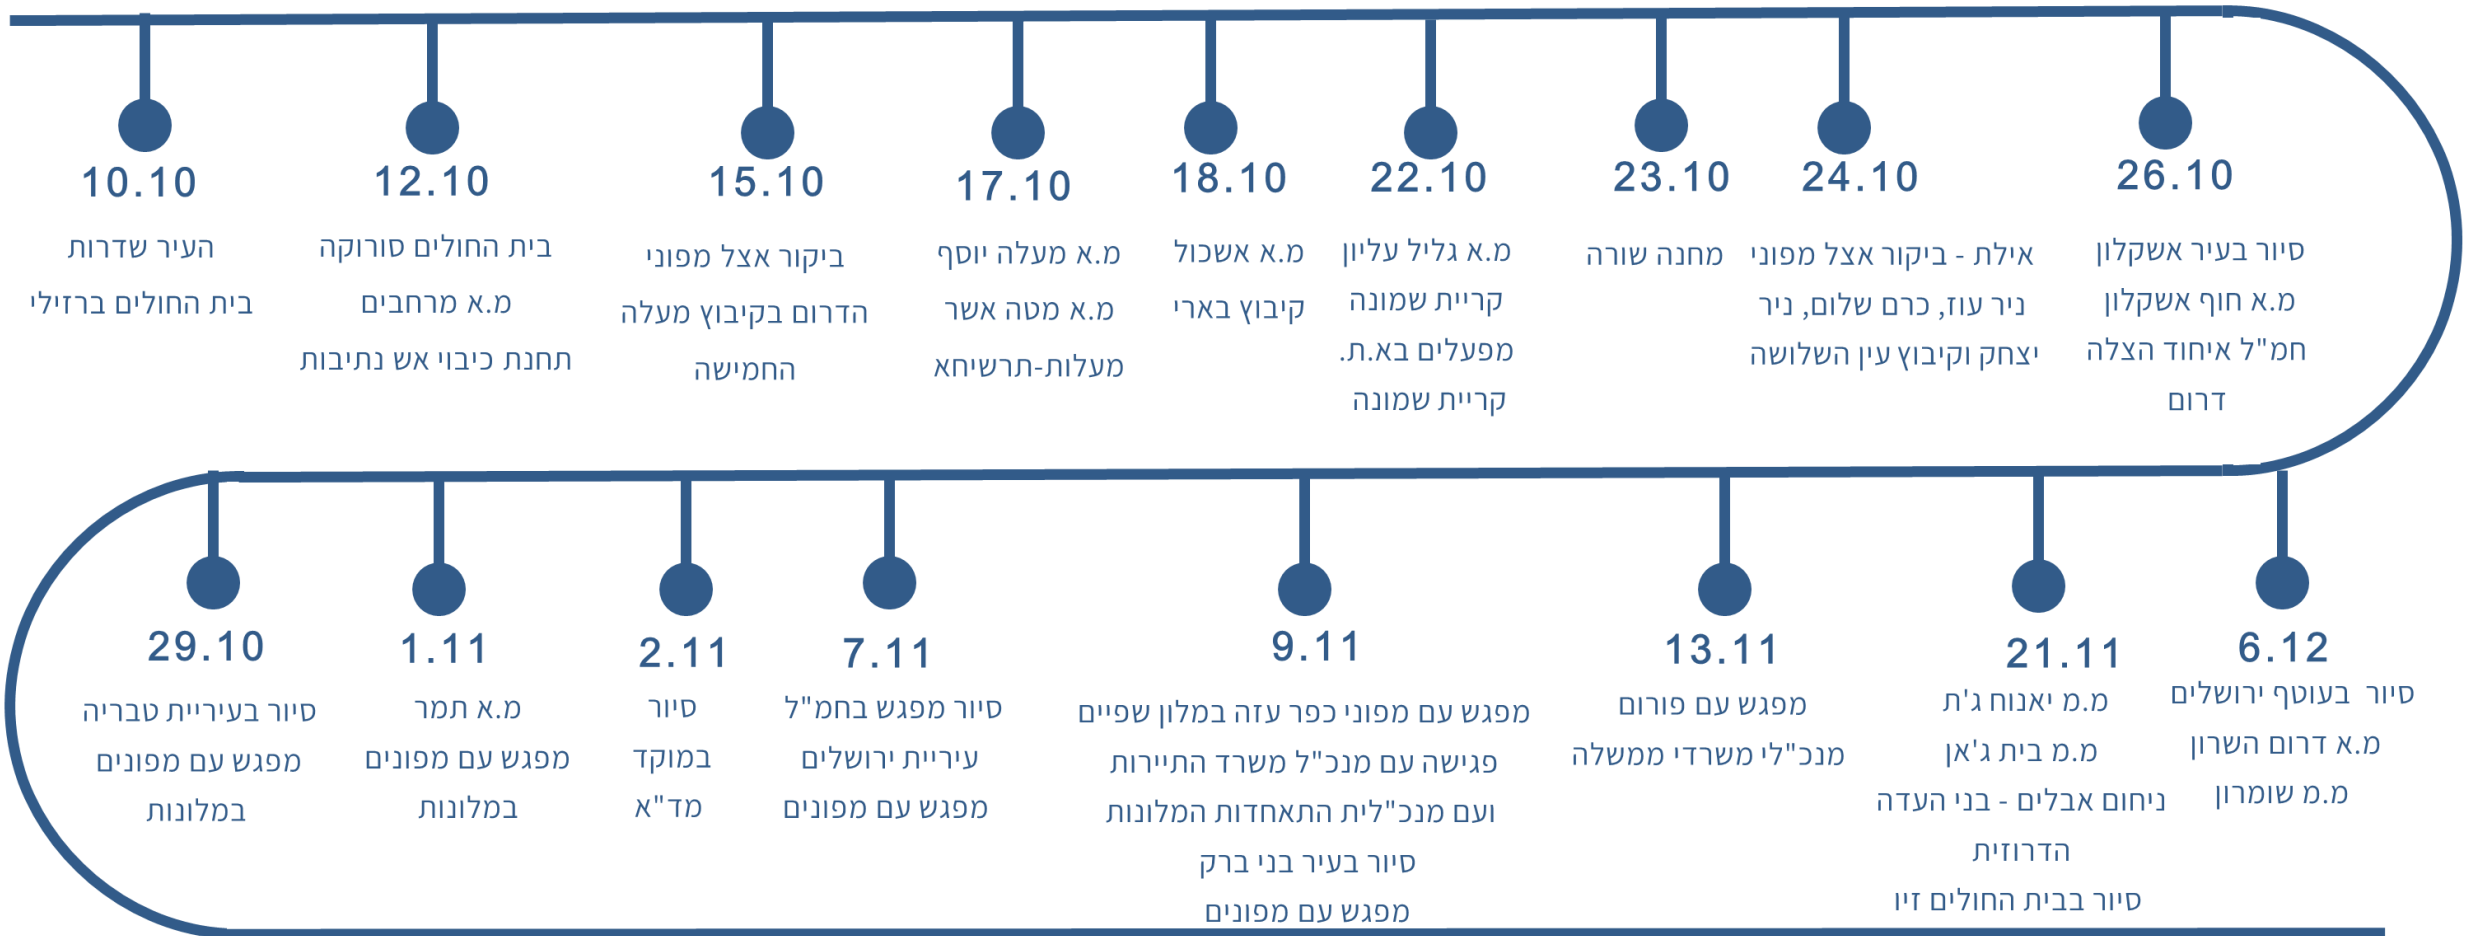 10.10
העיר שדרות
בית החולים ברזילי
12.10
בית החולים סורוקה
מ.א מרחבים
תחנת כיבוי אש נתיבות
15.10
ביקור אצל מפוני
הדרום בקיבוץ מעלה
החמישה
17.10
מ.א מעלה יוסף
מ.א מטה אשר
מעלות-תרשיחא
18.10
מ.א אשכול
קיבוץ בארי
22.10
מ.א גליל עליון
קריית שמונה
מפעלים בא.ת.
קריית שמונה
23.10
מחנה שורה
24.10
אילת - ביקור אצל מפוני
ניר עוז, כרם שלום, ניר
יצחק וקיבוץ עין השלושה
26.10
סיור בעיר אשקלון
מ.א חוף אשקלון
חמ"ל איחוד הצלה
דרום
29.10
סיור בעיריית טבריה
מפגש עם מפונים
במלונות
1.11
מ.א תמר
מפגש עם מפונים
במלונות
2.11
סיור
במוקד
מד"א
7.11
סיור מפגש בחמ"ל
עיריית ירושלים
מפגש עם מפונים
9.11
מפגש עם מפוני כפר עזה במלון שפיים
פגישה עם מנכ"ל משרד התיירות
ועם מנכ"לית התאחדות המלונות
סיור בעיר בני ברק
מפגש עם מפונים
13.11
מפגש עם פורום
מנכ"לי משרדי ממשלה
21.11
מ.מ יאנוח ג'ת
מ.מ בית ג'אן
ניחום אבלים - בני העדה
הדרוזית
סיור בבית החולים זיו
6.12
סיור בעוטף ירושלים
מ.א דרום השרון
מ.מ שומרון